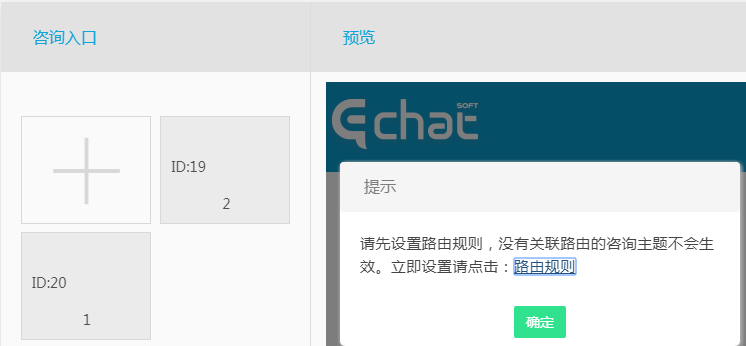 咨询入口
预览
ID:19
2
ID:20
1
SOFT
chat
提示
请先设置路由规则，没有关联路由的咨询主题不会生
效。立即设置请点击：路由规则
确定